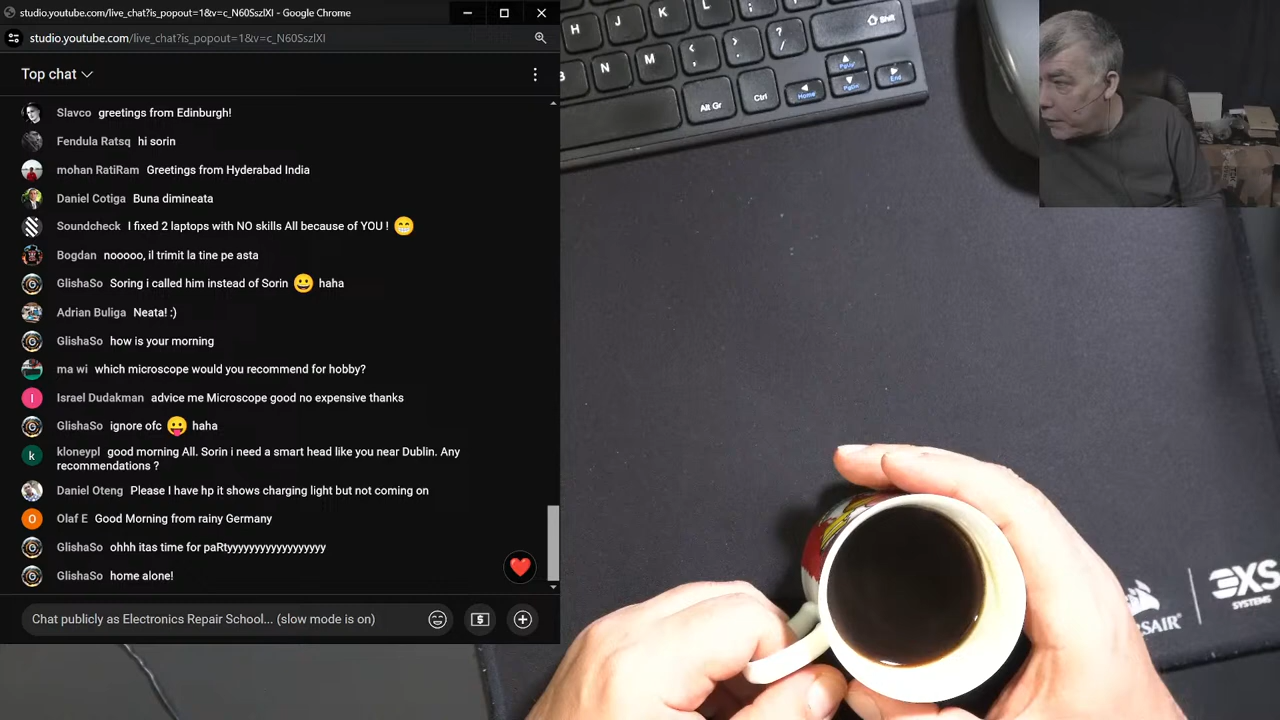 studio.youtube.com/live_chat?is_popout=1&v=c_N60SszlXI - Google Chrome
studio.youtube.com/live_chat?is_popout=1&v=c_N60SszlXI
Top chat
Slavco greetings from Edinburgh!
Fendula Ratsq hi sorin
mohan RatiRam Greetings from Hyderabad India
Daniel Cotiga Buna dimineata
Soundcheck I fixed 2 laptops with NO skills All because of YOU ! 😁
Bogdan nooooo, il trimit la tine pe asta
GlishaSo Soring i called him instead of Sorin 😀 haha
Adrian Buliga Neata! :)
GlishaSo how is your morning
ma wi which microscope would you recommend for hobby?
Israel Dudakman advice me Microscope good no expensive thanks
GlishaSo ignore ofc 😛 haha
kloneypl good morning All. Sorin i need a smart head like you near Dublin. Any
recommendations ?
Daniel Oteng Please I have hp it shows charging light but not coming on
Olaf E Good Morning from rainy Germany
GlishaSo ohhh itas time for paRtyyyyyyyyyyyyyyyyy
GlishaSo home alone!
Chat publicly as Electronics Repair School... (slow mode is on)
H J K L : ; " '
B N M < , > . ? / Shift
Alt Gr Ctrl Home PgUp PgDn End
EXS
SYSTEMS